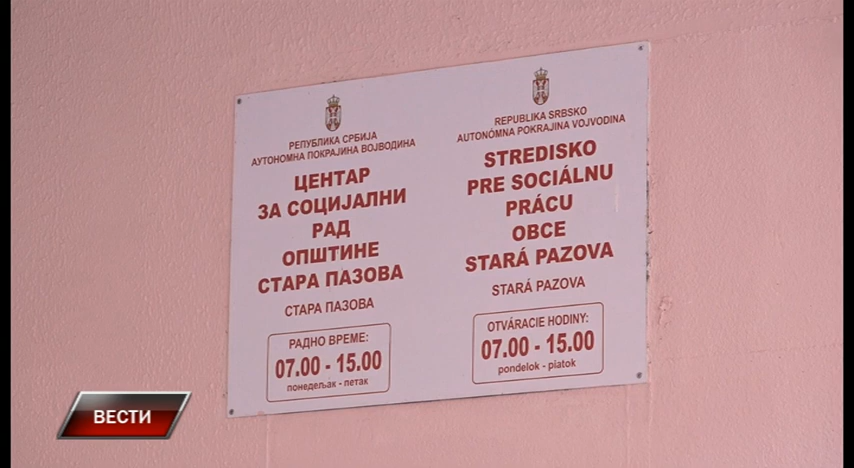 РЕПУБЛИКА СРБИЈА
АУТОНОМНА ПОКРАЈИНА ВОЈВОДИНА
ЦЕНТАР
ЗА СОЦИЈАЛНИ
РАД
ОПШТИНЕ
СТАРА ПАЗОВА
СТАРА ПАЗОВА
РАДНО ВРЕМЕ:
07.00 - 15.00
понедељак - петак
REPUBLIKA SRBSKO
AUTONÓMNA POKRAJINA VOJVODINA
STREDISKO
PRE SOCIÁLNU
PRÁCU
OBCE
STARÁ PAZOVA
STARÁ PAZOVA
OTVÁRACIE HODINY:
07.00 - 15.00
pondelok - piatok
ВЕСТИ